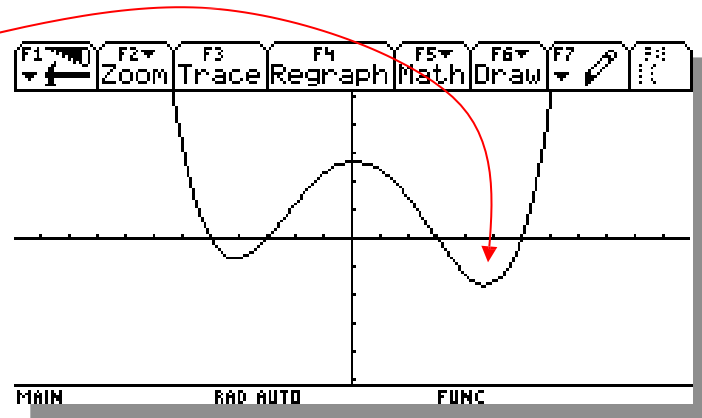 F1 F2 F3 F4 F5 F6 F7
Zoom Trace Regraph Math Draw
MAIN RAD AUTO FUNC